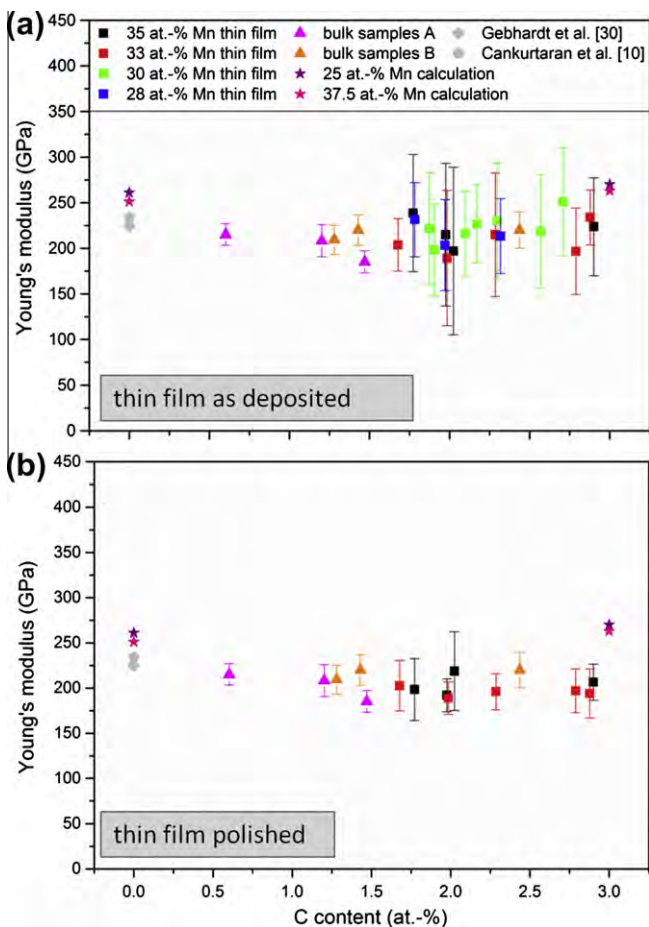 (a)
35 at.-% Mn thin film bulk samples A Gebhardt et al. [30]
33 at.-% Mn thin film bulk samples B Cankurtaran et al. [10]
30 at.-% Mn thin film 25 at.-% Mn calculation
28 at.-% Mn thin film 37.5 at.-% Mn calculation
450
400
350
300
250
200
150
100
50
0
Young's modulus (GPa)
thin film as deposited
(b)
450
400
350
300
250
200
150
100
50
0
Young's modulus (GPa)
thin film polished
0.0 0.5 1.0 1.5 2.0 2.5 3.0
C content (at.-%)